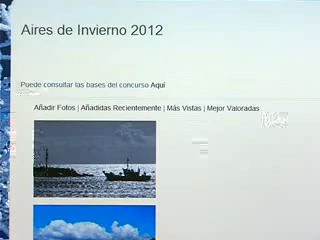 Aires de Invierno 2012
Puede consultar las bases del concurso Aquí
Añadir Fotos | Añadidas Recientemente | Más Vistas | Mejor Valoradas